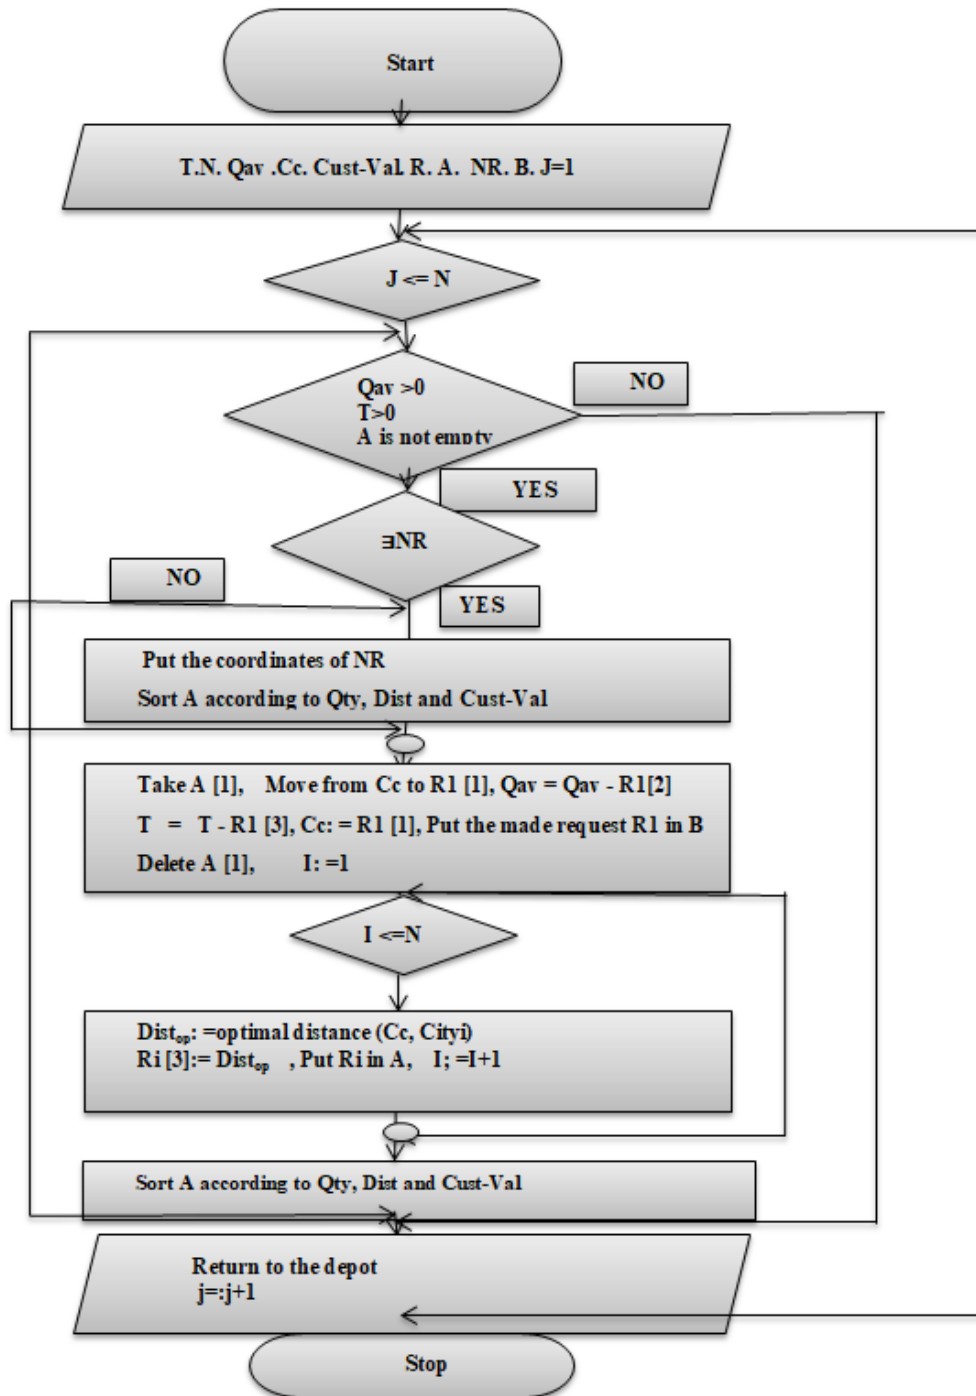 Start
T.N. Qav .Cc. Cust-Val. R. A. NR. B. J=1
J <= N
Qav >0
NO
T>0
A is not empty
YES
∃NR
NO
YES
Put the coordinates of NR
Sort A according to Qty, Dist and Cust-Val
Take A [1], Move from Cc to R1 [1], Qav = Qav - R1[2]
T = T - R1 [3], Cc: = R1 [1], Put the made request R1 in B
Delete A [1], I: =1
I <=N
Dist_op: =optimal distance (Cc, Cityi)
Ri [3]:= Dist_op , Put Ri in A, I; =I+1
Sort A according to Qty, Dist and Cust-Val
Return to the depot
j=:j+1
Stop